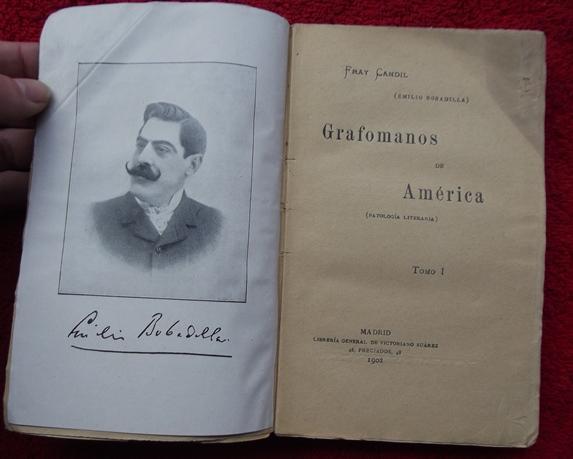 Emilio Bobadilla.
FRAY CANDIL
(EMILIO BOBADILLA)
Grafomanos
DE
América
(PATOLOGÍA LITERARIA)
TOMO I
MADRID
LIBRERÍA GENERAL DE VICTORIANO SUÁREZ
48, PRECIADOS, 48
1902